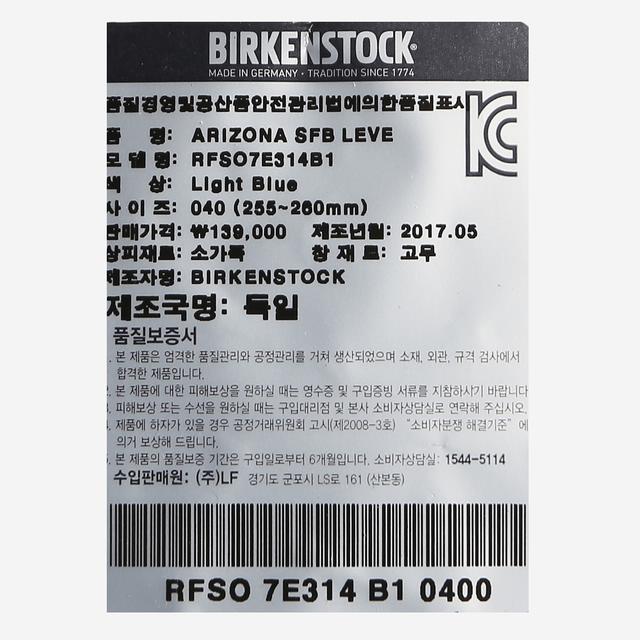 BIRKENSTOCK®
MADE IN GERMANY · TRADITION SINCE 1774
품질경영및공산품안전관리법에의한품질표시
KC
품 명: ARIZONA SFB LEVE
모 델 명: RFSO7E314B1
색 상: Light Blue
사 이 즈: 040 (255~260mm)
판매가격: ₩139,000 제조년월: 2017.05
상피재료: 소가죽 창 재 료: 고무
제조자명: BIRKENSTOCK
제조국명: 독일
품질보증서
. 본 제품은 엄격한 품질관리와 공정관리를 거쳐 생산되었으며 소재, 외관, 규격 검사에서
합격한 제품입니다.
2. 본 제품에 대한 피해보상을 원하실 때는 영수증 및 구입증빙 서류를 지참하시기 바랍니다
3. 피해보상 또는 수선을 원하실 때는 구입대리점 및 본사 소비자상담실로 연락해 주십시오.
4. 제품에 하자가 있을 경우 공정거래위원회 고시(제2008-3호) "소비자분쟁 해결기준" 에
의거 보상해 드립니다.
5. 본 제품의 품질보증 기간은 구입일로부터 6개월입니다. 소비자상담실: 1544-5114
수입판매원: (주)LF 경기도 군포시 LS로 161 (산본동)
RFSO 7E314 B1 0400